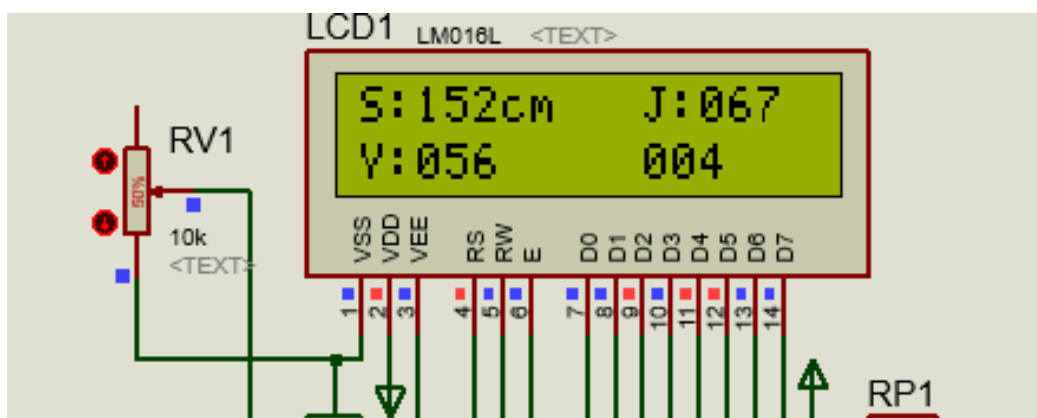 LCD1 LM016L <TEXT>
S:152cm J:067
Y:056 004
RV1
50%
10k
<TEXT>
VSS VDD VEE RS RW E D0 D1 D2 D3 D4 D5 D6 D7
1 2 3 4 5 6 7 8 9 10 11 12 13 14
RP1